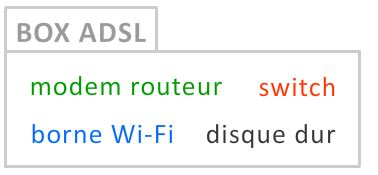 BOX ADSL
modem routeur switch
borne Wi-Fi disque dur